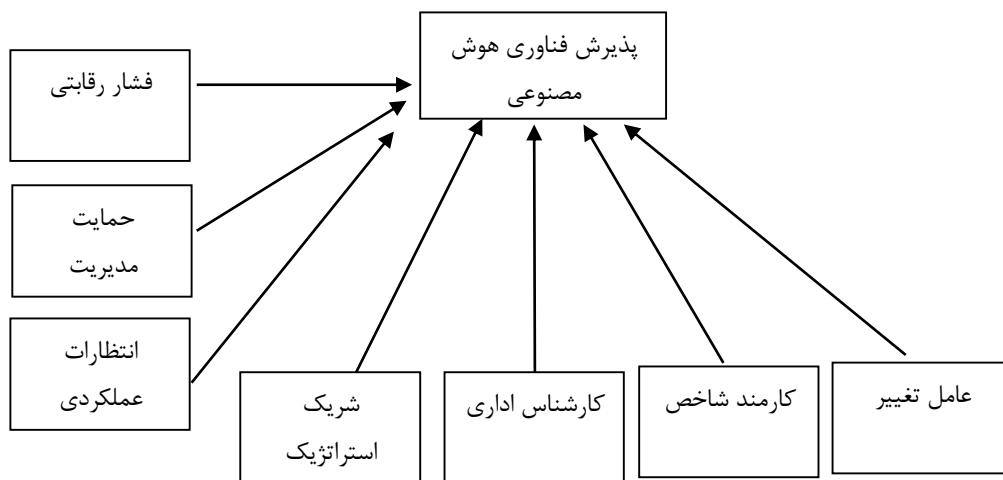 پذیرش فناوری هوش
مصنوعی
فشار رقابتی
حمایت
مدیریت
انتظارات
عملکردی
شریک
استراتژیک
کارشناس اداری
کارمند شاخص
عامل تغییر